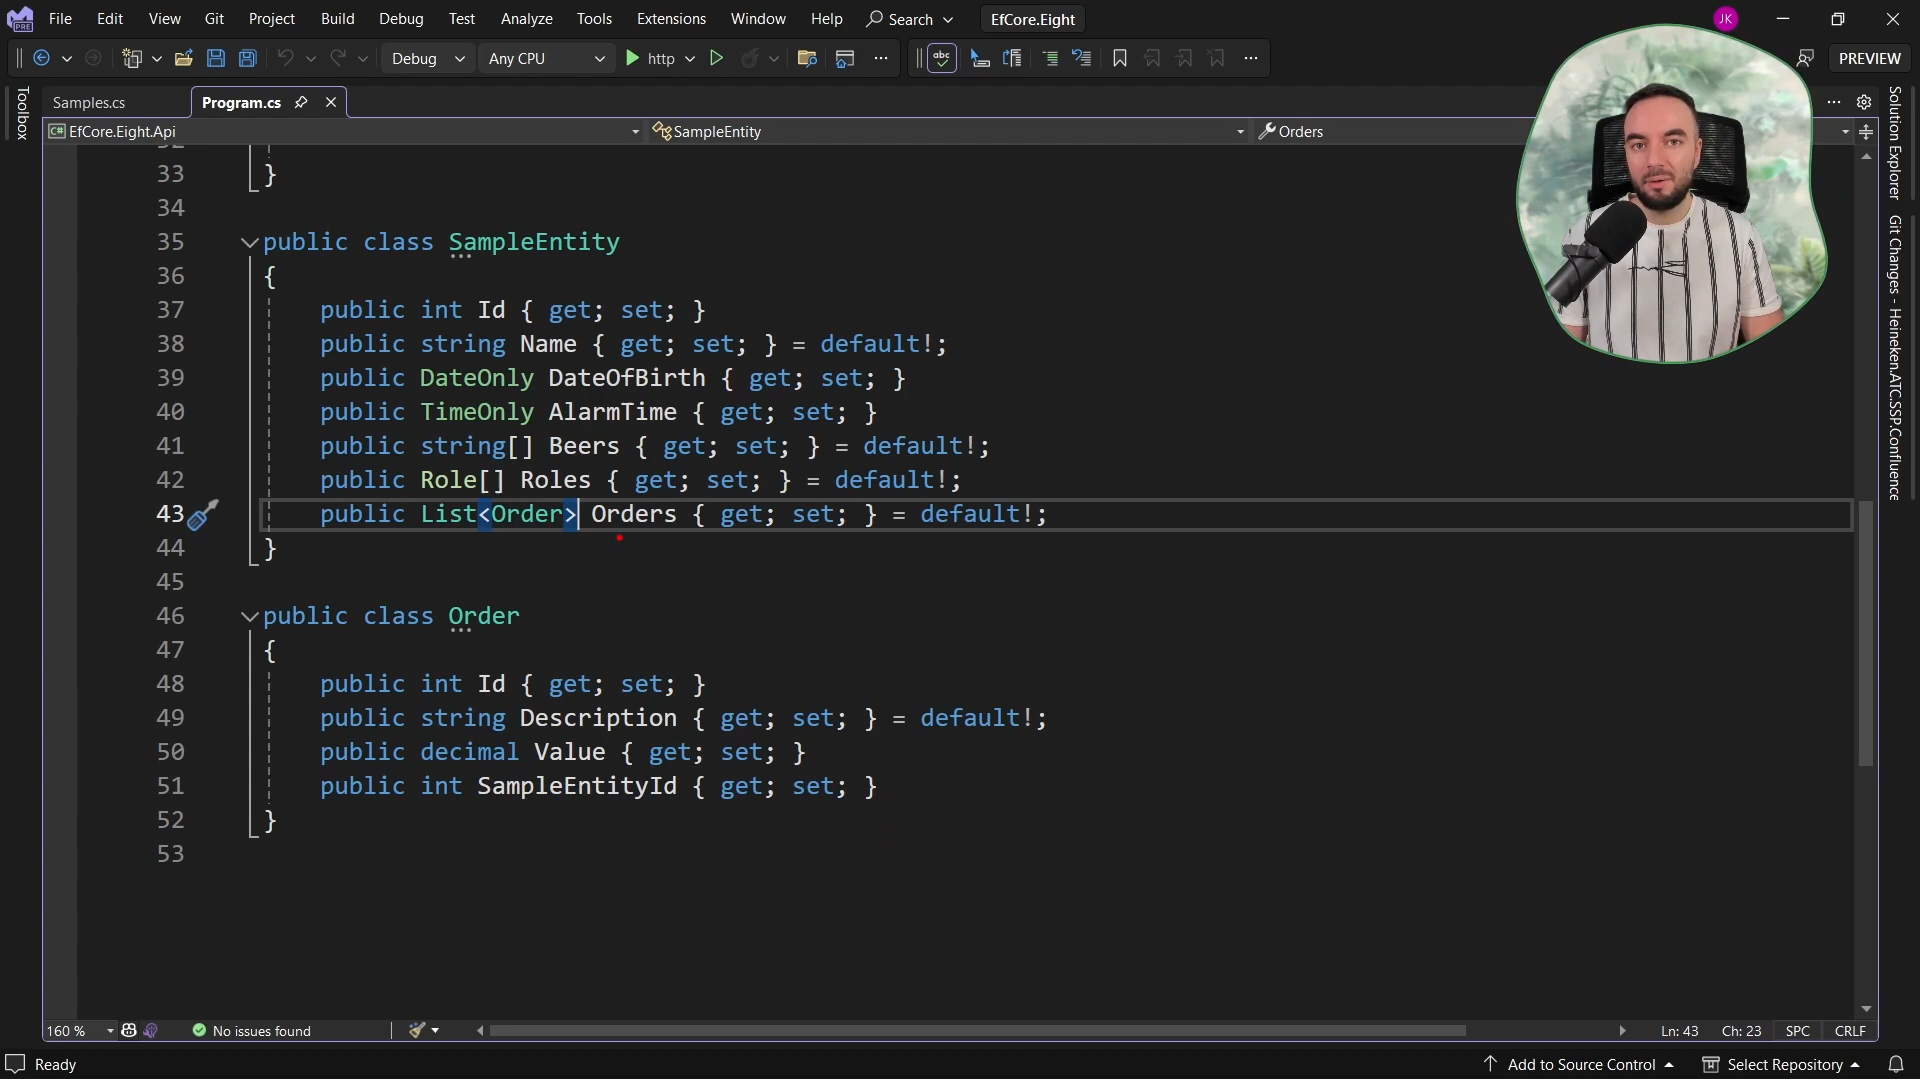 File Edit View Git Project Build Debug Test Analyze Tools Extensions Window Help Search EfCore.Eight JK
Debug Any CPU http abc PREVIEW
Samples.cs Program.cs
EfCore.Eight.Api SampleEntity Orders
33 }
34
35 public class SampleEntity
36 {
37 public int Id { get; set; }
38 public string Name { get; set; } = default!;
39 public DateOnly DateOfBirth { get; set; }
40 public TimeOnly AlarmTime { get; set; }
41 public string[] Beers { get; set; } = default!;
42 public Role[] Roles { get; set; } = default!;
43 public List<Order> Orders { get; set; } = default!;
44 }
45
46 public class Order
47 {
48 public int Id { get; set; }
49 public string Description { get; set; } = default!;
50 public decimal Value { get; set; }
51 public int SampleEntityId { get; set; }
52 }
53
Toolbox
Solution Explorer
Git Changes - Heineken.ATC.SSP.Confluence
160 % No issues found Ln: 43 Ch: 23 SPC CRLF
Ready Add to Source Control Select Repository